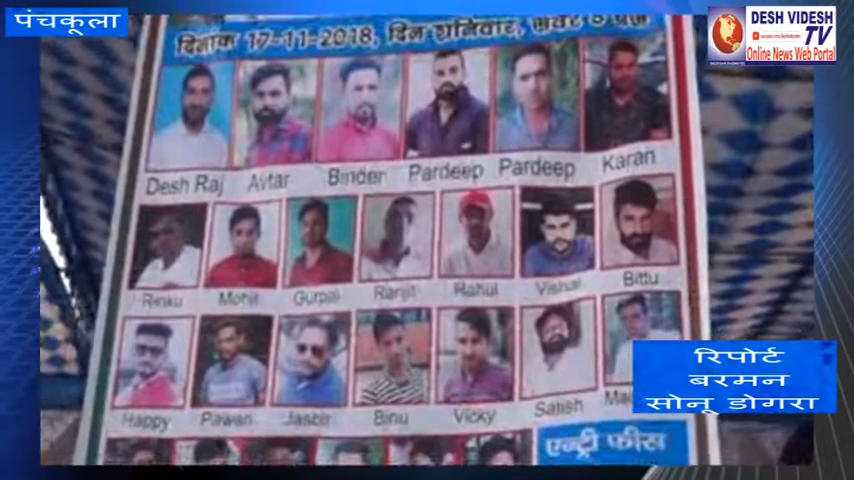 पंचकूला
DESH VIDESH
TV
Online News Web Portal
दिनांक 17-11-2018, दिन शनिवार,
Desh Raj Avtar Binder Pardeep Pardeep Karan
Rinku Mohit Gurpal Ranjit Rahul Vishal Bittu
Happy Pawan Jasbir Binu Vicky Satish
एन्ट्री फीस
रिपोर्ट
बरमन
सोनू डोगरा